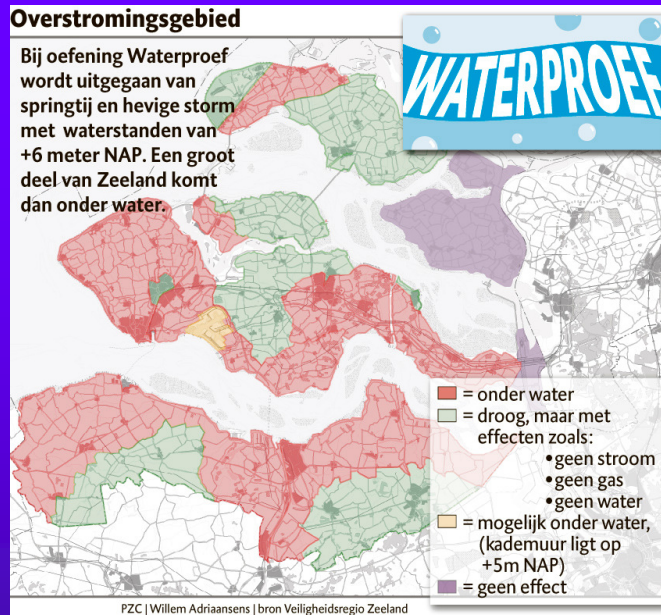 Overstromingsgebied
Bij oefening Waterproef
wordt uitgegaan van
springtij en hevige storm
met waterstanden van
+6 meter NAP. Een groot
deel van Zeeland komt
dan onder water.
WATERPROEF
= onder water
= droog, maar met
effecten zoals:
•geen stroom
•geen gas
•geen water
= mogelijk onder water,
(kademuur ligt op
+5m NAP)
= geen effect
PZC | Willem Adriaansens | bron Veiligheidsregio Zeeland